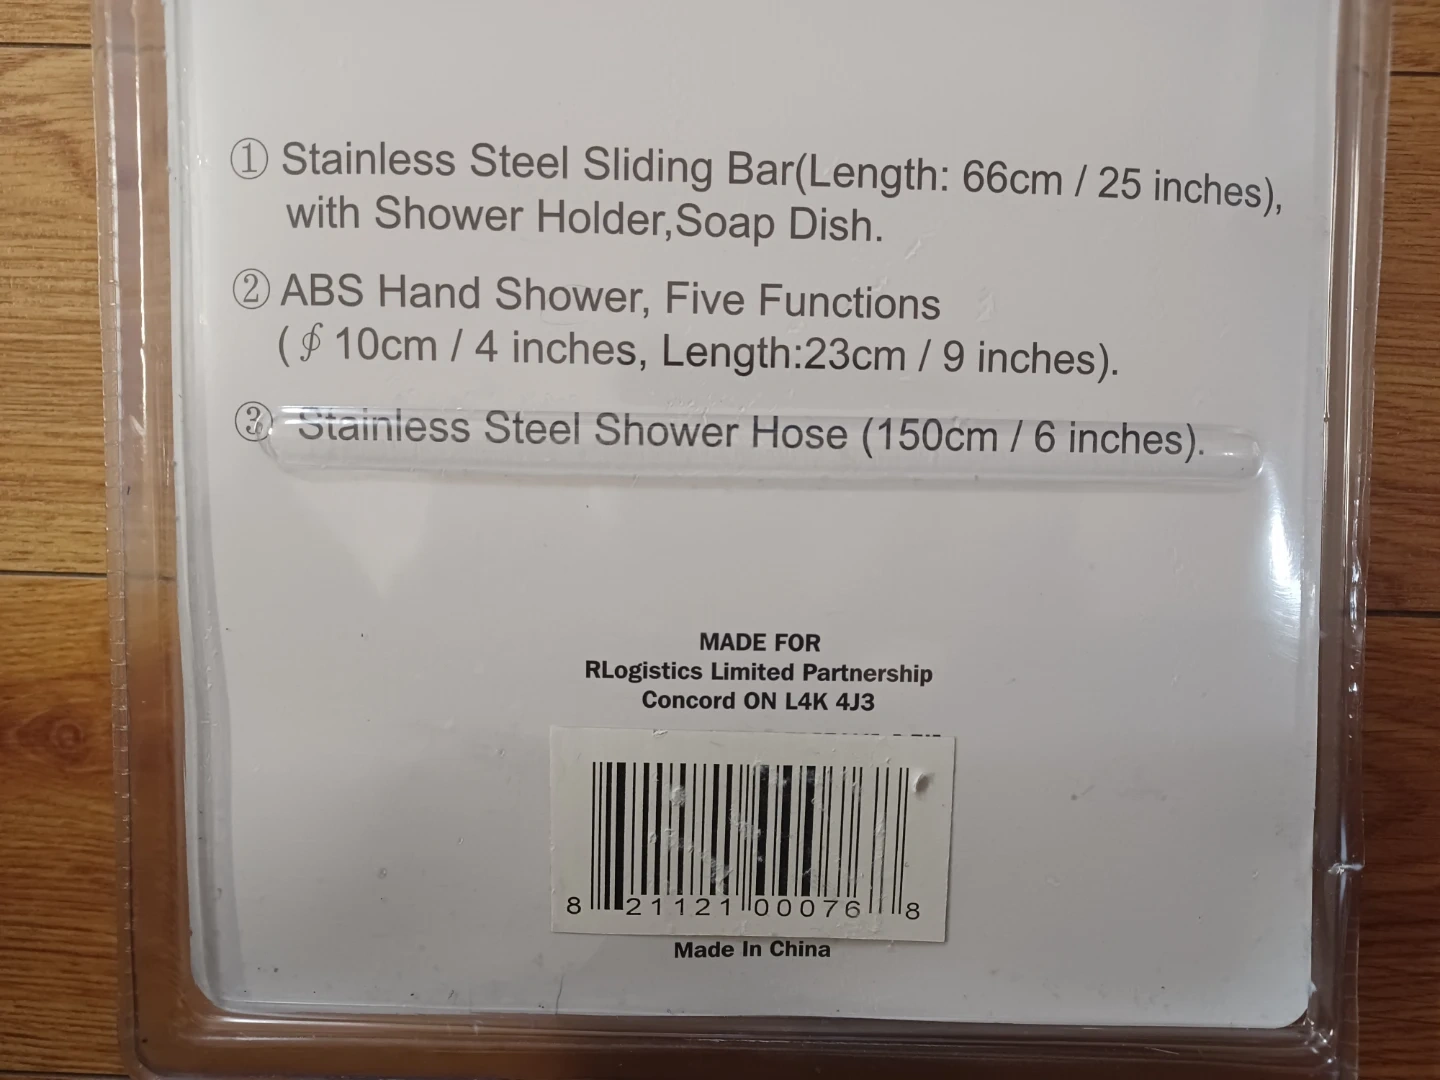 ① Stainless Steel Sliding Bar(Length: 66cm / 25 inches),
with Shower Holder,Soap Dish.
② ABS Hand Shower, Five Functions
( ∮ 10cm / 4 inches, Length:23cm / 9 inches).
③ Stainless Steel Shower Hose (150cm / 6 inches).
MADE FOR
RLogistics Limited Partnership
Concord ON L4K 4J3
8 21121 00076 8
Made In China